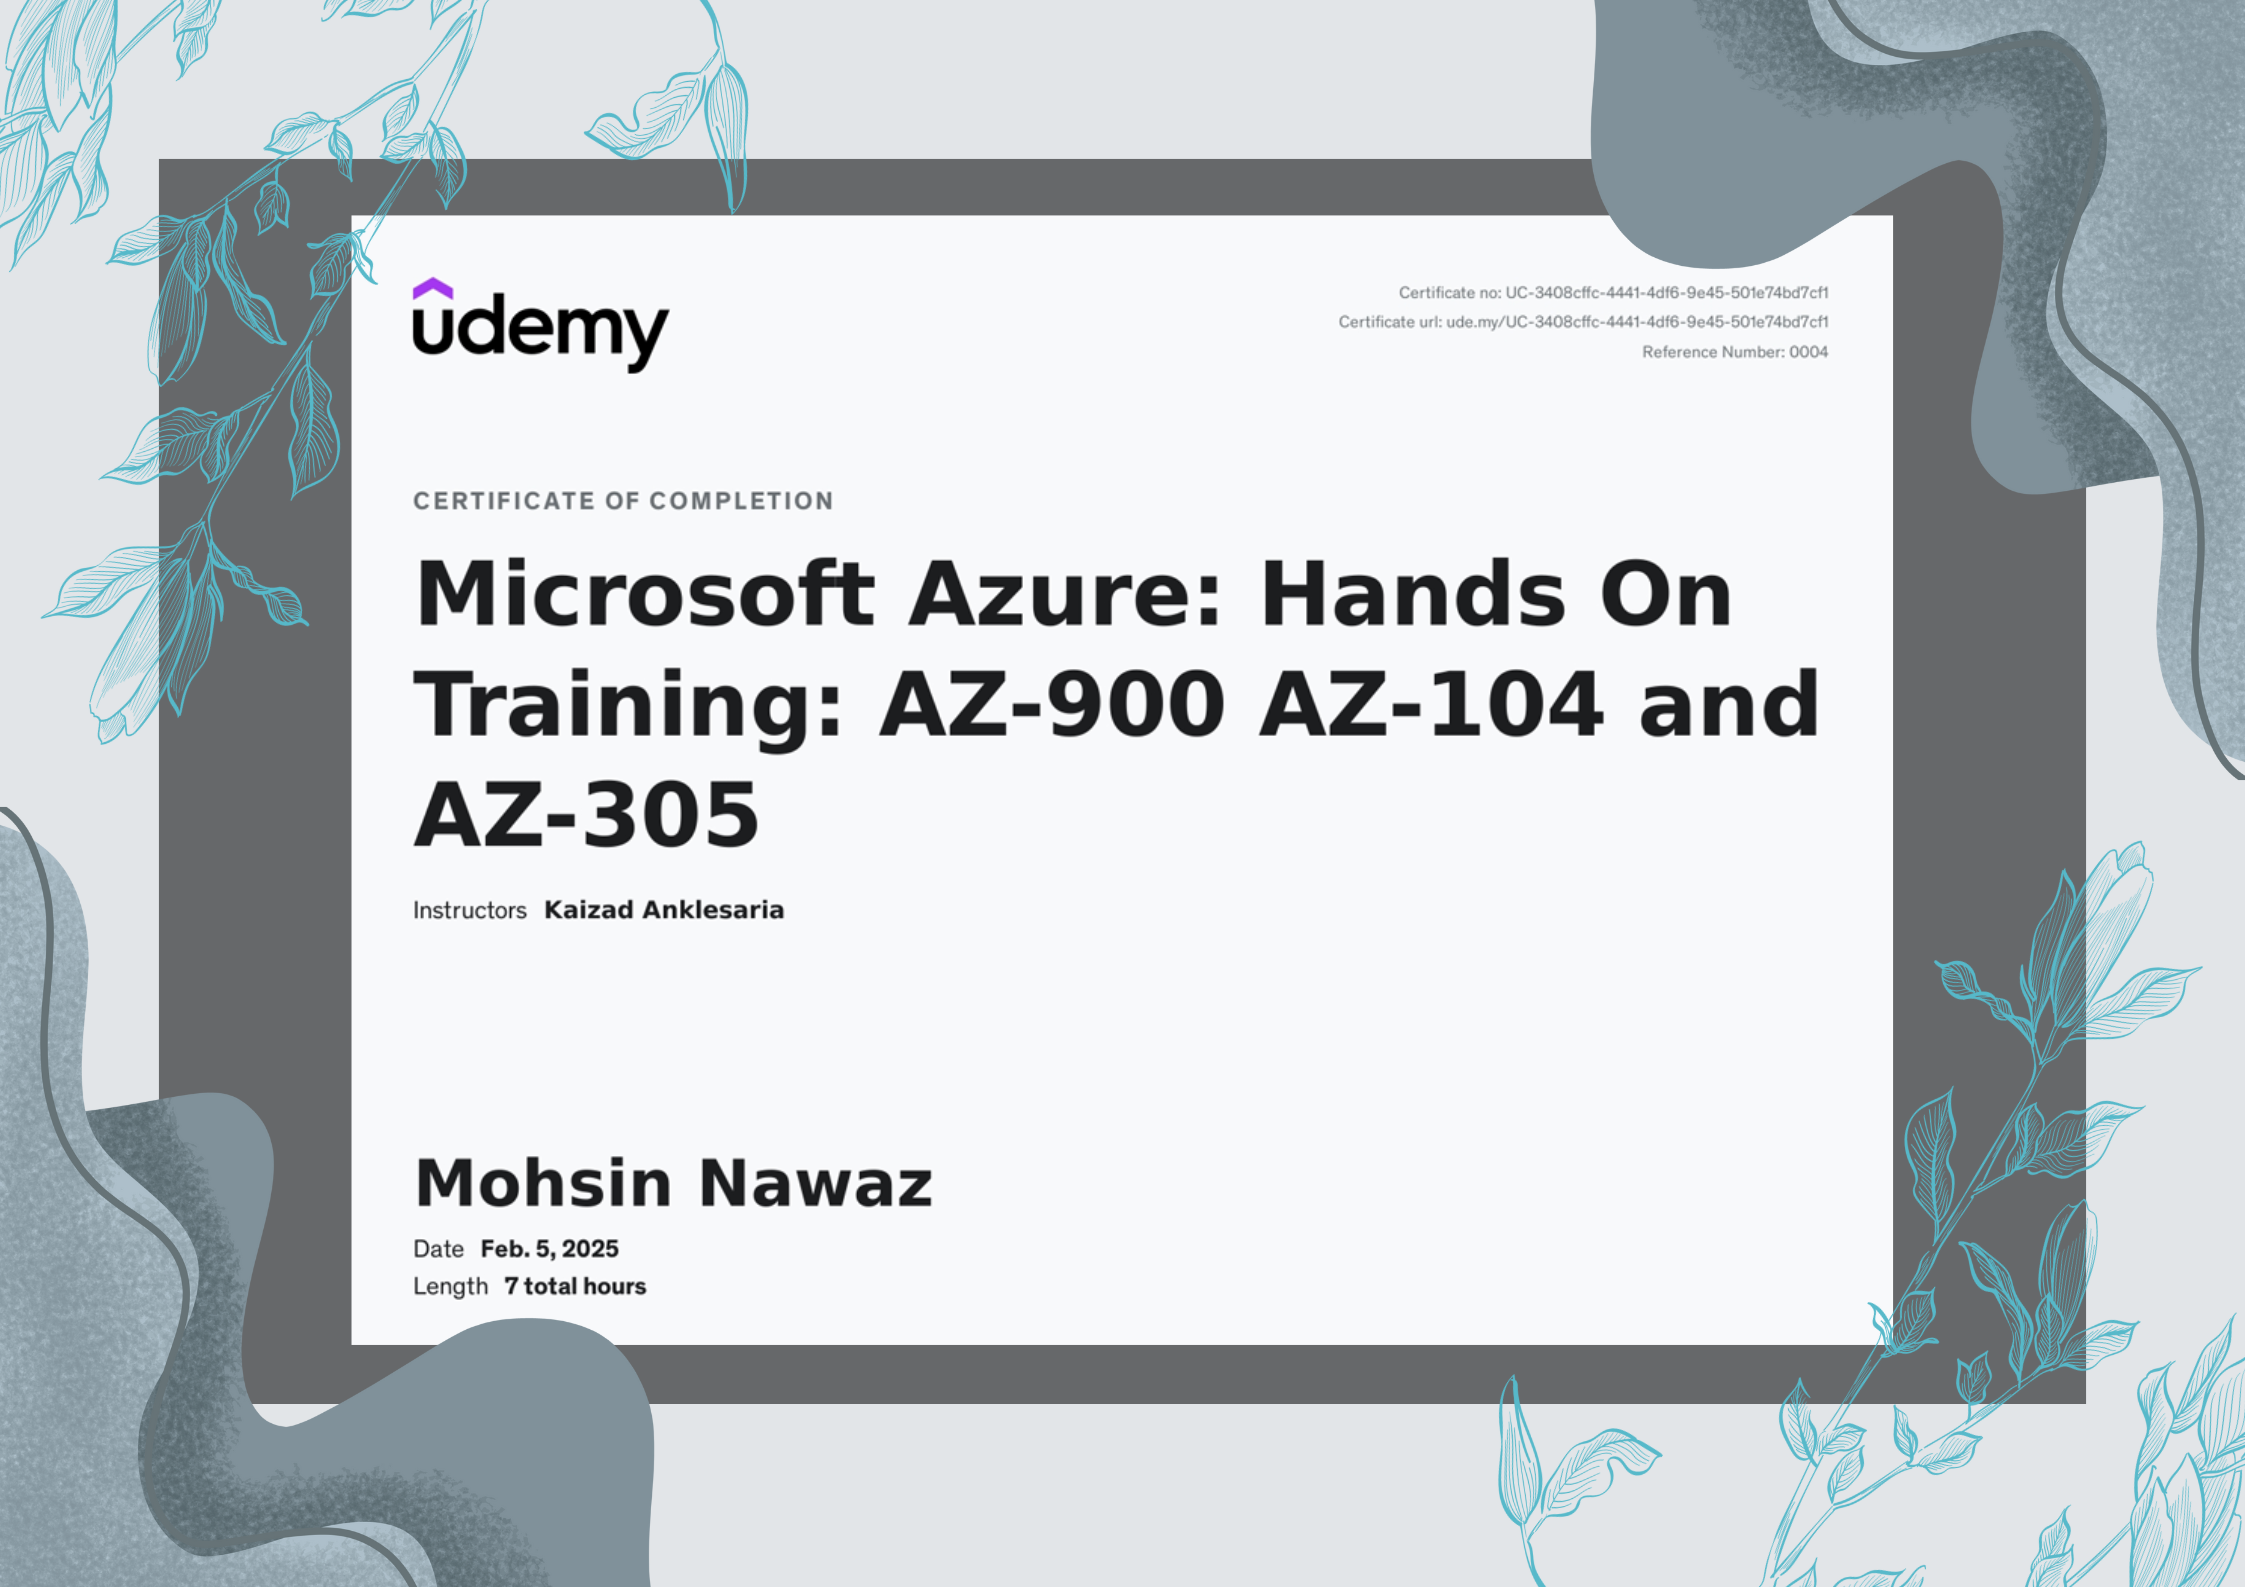 udemy
Certificate no: UC-3408cffc-4441-4df6-9e45-501e74bd7cf1
Certificate url: ude.my/UC-3408cffc-4441-4df6-9e45-501e74bd7cf1
Reference Number: 0004
CERTIFICATE OF COMPLETION
Microsoft Azure: Hands On
Training: AZ-900 AZ-104 and
AZ-305
Instructors Kaizad Anklesaria
Mohsin Nawaz
Date Feb. 5, 2025
Length 7 total hours